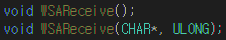 void WSAReceive();
void WSAReceive(CHAR*, ULONG);